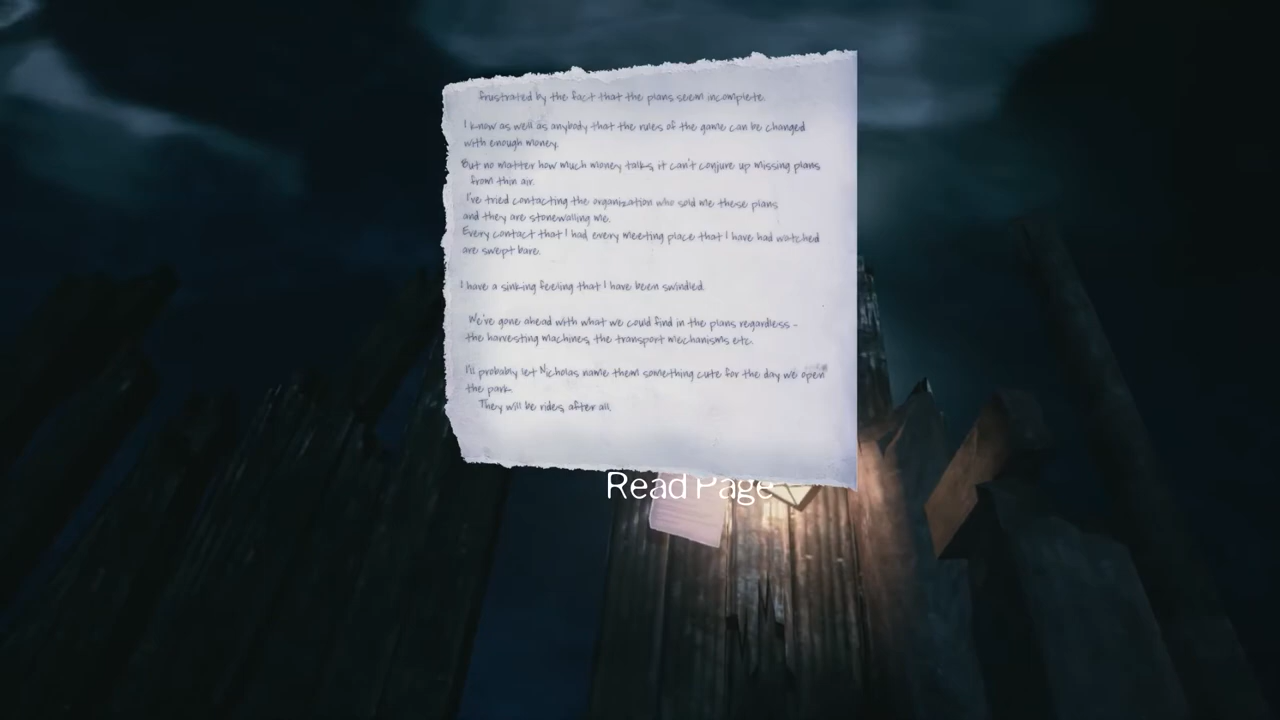 frustrated by the fact that the plans seem incomplete.
I know as well as anybody that the rules of the game can be changed
with enough money.
But no matter how much money talks, it can't conjure up missing plans
from thin air.
I've tried contacting the organization who sold me these plans
and they are stonewalling me.
Every contact that I had, every meeting place that I have had watched
are swept bare.
I have a sinking feeling that I have been swindled.
We've gone ahead with what we could find in the plans regardless -
the harvesting machines, the transport mechanisms etc.
I'll probably let Nicholas name them something cute for the day we open
the park.
They will be rides, after all.
Read Page